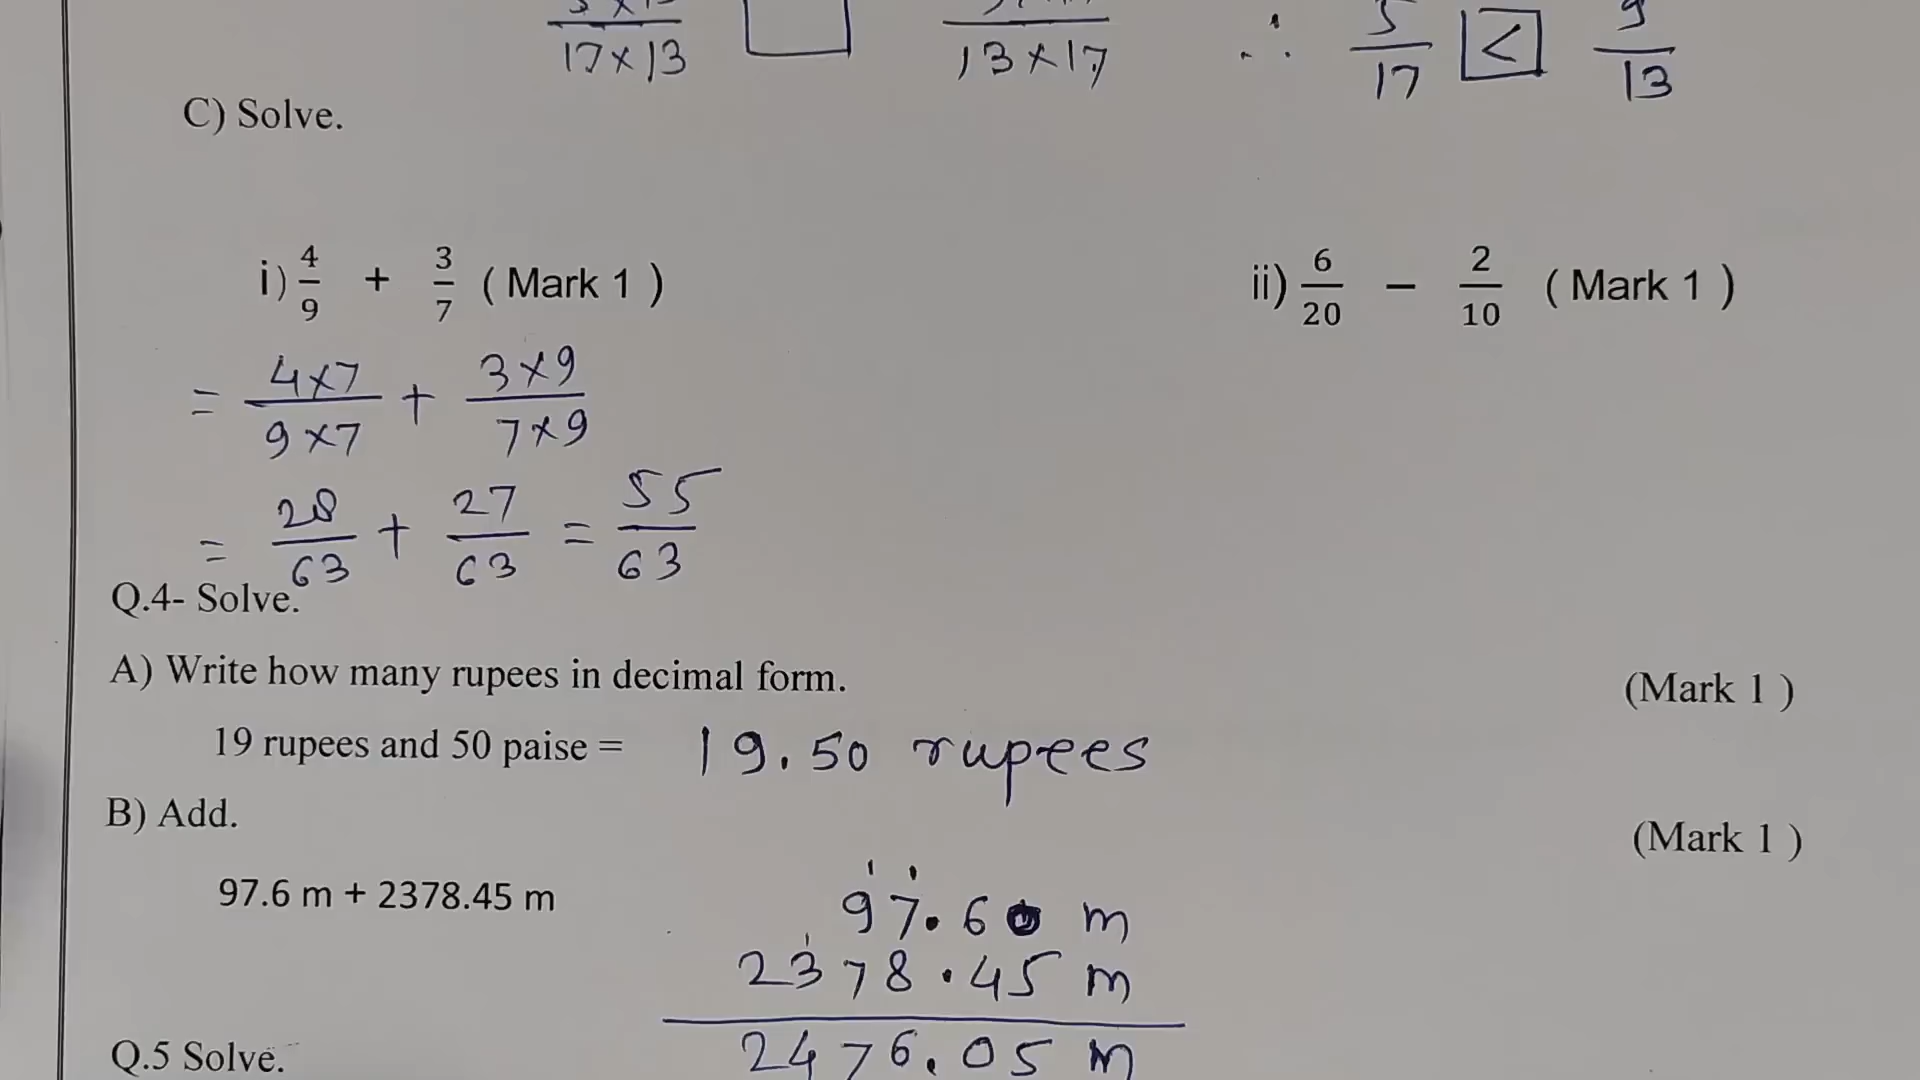 17×13 13×17 ∴ 5/17 < 9/13
C) Solve.
i) 4/9 + 3/7 ( Mark 1 ) ii) 6/20 − 2/10 ( Mark 1 )
= 4×7/9×7 + 3×9/7×9
= 28/63 + 27/63 = 55/63
Q.4- Solve.
A) Write how many rupees in decimal form. (Mark 1 )
19 rupees and 50 paise = 19.50 rupees
B) Add. (Mark 1 )
1 1
97.6 m + 2378.45 m 97.60 m
1
2378.45 m
2476.05 m
Q.5 Solve.